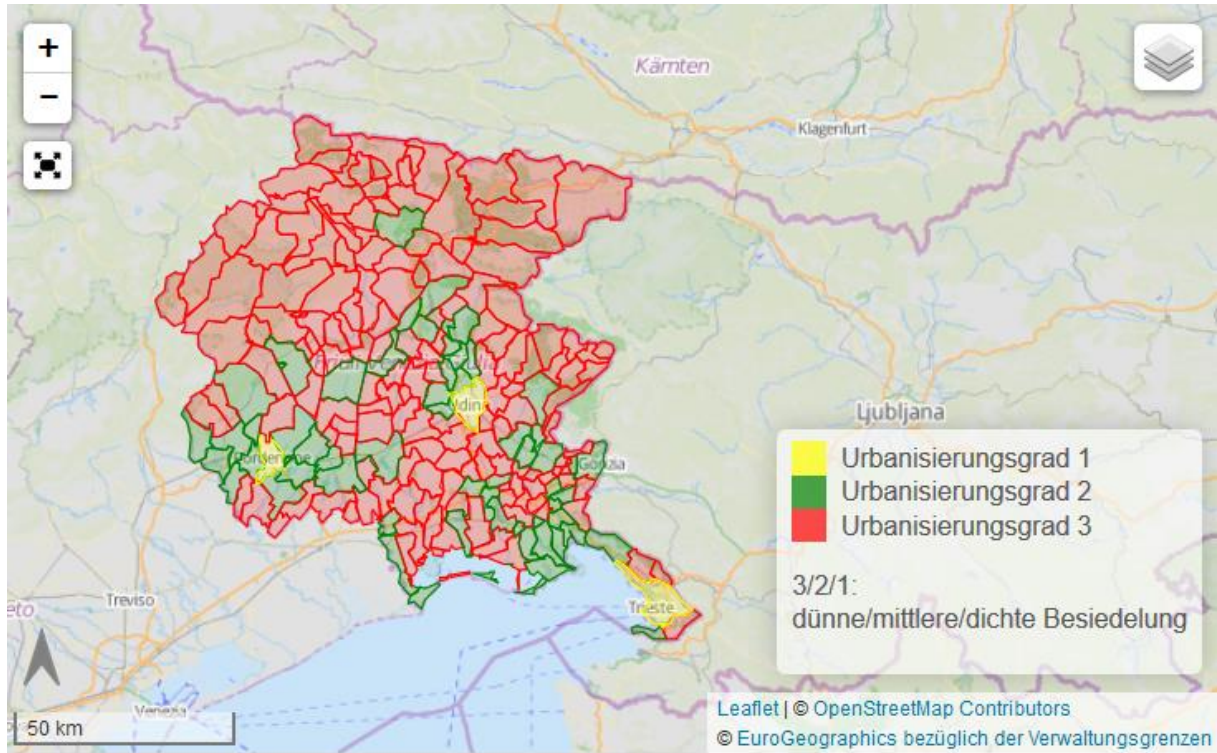 +
Kärnten
−
Klagenfurt
Ljubljana
Udine
Pordenone
Gorizia
Urbanisierungsgrad 1
Urbanisierungsgrad 2
Urbanisierungsgrad 3
3/2/1:
dünne/mittlere/dichte Besiedelung
Treviso
Trieste
Venezia
50 km
Leaflet | © OpenStreetMap Contributors
© EuroGeographics bezüglich der Verwaltungsgrenzen